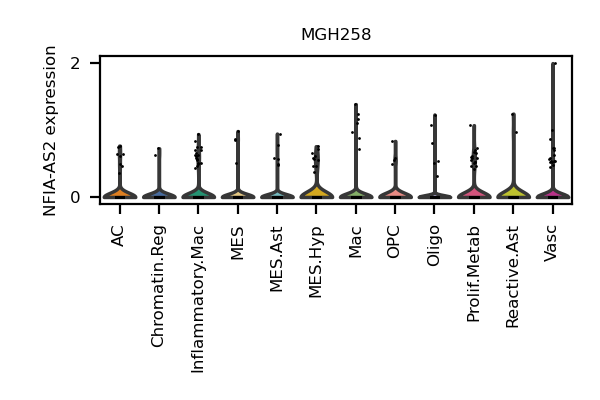 MGH258
NFIA-AS2 expression
2
0
AC
Chromatin.Reg
Inflammatory.Mac
MES
MES.Ast
MES.Hyp
Mac
OPC
Oligo
Prolif.Metab
Reactive.Ast
Vasc